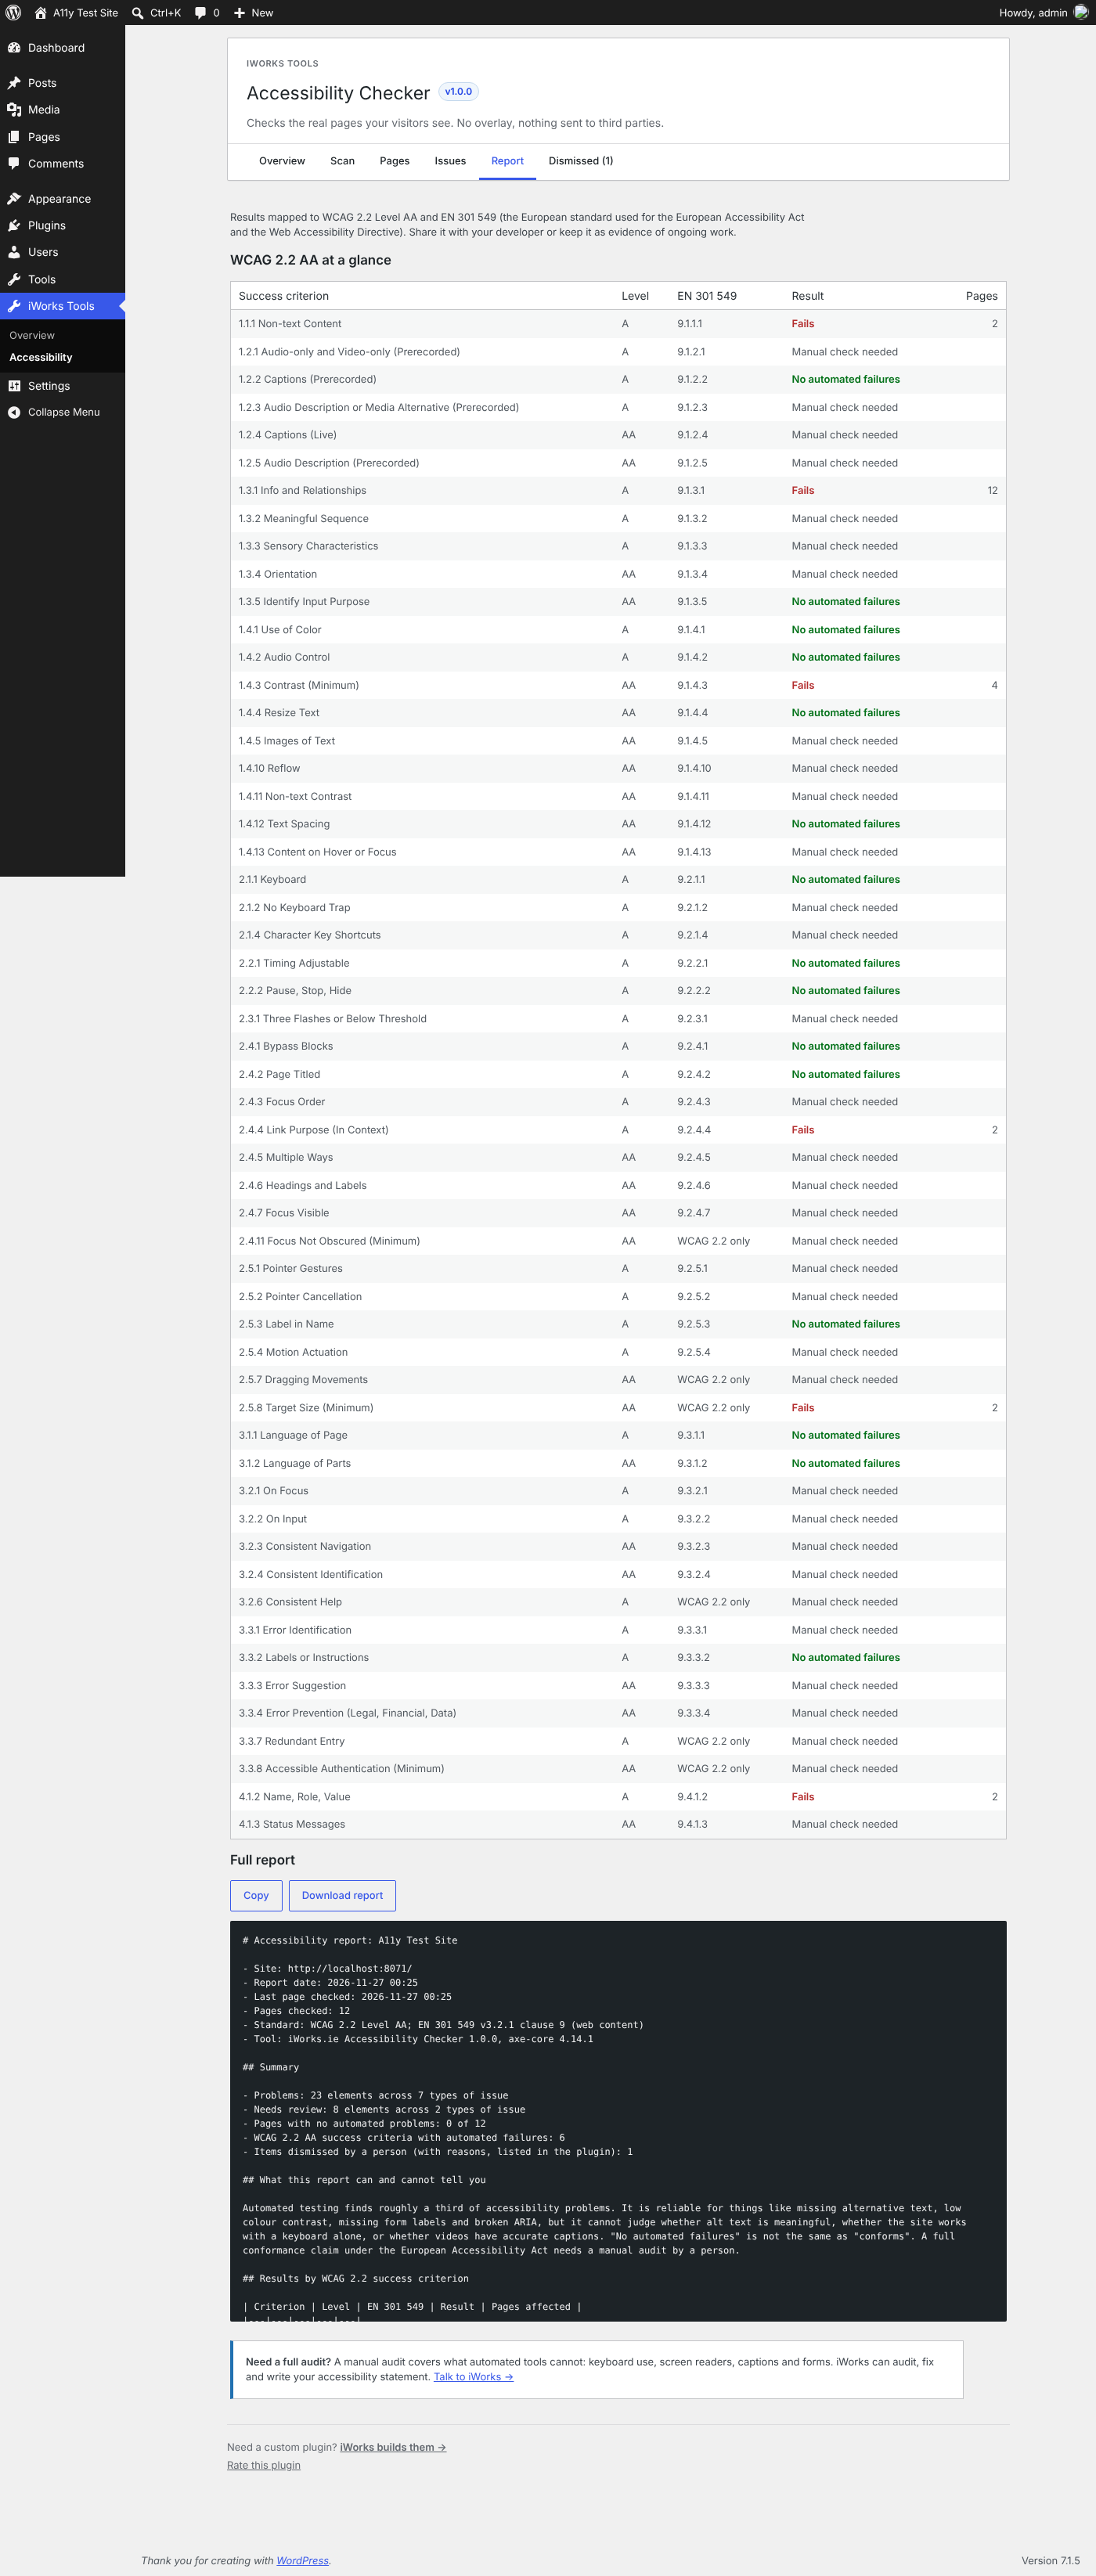 A11y Test Site Ctrl+K 0 New Howdy, admin
Dashboard
Posts
Media
Pages
Comments
Appearance
Plugins
Users
Tools
iWorks Tools
Overview
Accessibility
Settings
Collapse Menu
IWORKS TOOLS
Accessibility Checker v1.0.0
Checks the real pages your visitors see. No overlay, nothing sent to third parties.
Overview Scan Pages Issues Report Dismissed (1)
Results mapped to WCAG 2.2 Level AA and EN 301 549 (the European standard used for the European Accessibility Act
and the Web Accessibility Directive). Share it with your developer or keep it as evidence of ongoing work.
WCAG 2.2 AA at a glance
Success criterion Level EN 301 549 Result Pages
1.1.1 Non-text Content A 9.1.1.1 Fails 2
1.2.1 Audio-only and Video-only (Prerecorded) A 9.1.2.1 Manual check needed
1.2.2 Captions (Prerecorded) A 9.1.2.2 No automated failures
1.2.3 Audio Description or Media Alternative (Prerecorded) A 9.1.2.3 Manual check needed
1.2.4 Captions (Live) AA 9.1.2.4 Manual check needed
1.2.5 Audio Description (Prerecorded) AA 9.1.2.5 Manual check needed
1.3.1 Info and Relationships A 9.1.3.1 Fails 12
1.3.2 Meaningful Sequence A 9.1.3.2 Manual check needed
1.3.3 Sensory Characteristics A 9.1.3.3 Manual check needed
1.3.4 Orientation AA 9.1.3.4 Manual check needed
1.3.5 Identify Input Purpose AA 9.1.3.5 No automated failures
1.4.1 Use of Color A 9.1.4.1 No automated failures
1.4.2 Audio Control A 9.1.4.2 No automated failures
1.4.3 Contrast (Minimum) AA 9.1.4.3 Fails 4
1.4.4 Resize Text AA 9.1.4.4 No automated failures
1.4.5 Images of Text AA 9.1.4.5 Manual check needed
1.4.10 Reflow AA 9.1.4.10 Manual check needed
1.4.11 Non-text Contrast AA 9.1.4.11 Manual check needed
1.4.12 Text Spacing AA 9.1.4.12 No automated failures
1.4.13 Content on Hover or Focus AA 9.1.4.13 Manual check needed
2.1.1 Keyboard A 9.2.1.1 No automated failures
2.1.2 No Keyboard Trap A 9.2.1.2 Manual check needed
2.1.4 Character Key Shortcuts A 9.2.1.4 Manual check needed
2.2.1 Timing Adjustable A 9.2.2.1 No automated failures
2.2.2 Pause, Stop, Hide A 9.2.2.2 No automated failures
2.3.1 Three Flashes or Below Threshold A 9.2.3.1 Manual check needed
2.4.1 Bypass Blocks A 9.2.4.1 No automated failures
2.4.2 Page Titled A 9.2.4.2 No automated failures
2.4.3 Focus Order A 9.2.4.3 Manual check needed
2.4.4 Link Purpose (In Context) A 9.2.4.4 Fails 2
2.4.5 Multiple Ways AA 9.2.4.5 Manual check needed
2.4.6 Headings and Labels AA 9.2.4.6 Manual check needed
2.4.7 Focus Visible AA 9.2.4.7 Manual check needed
2.4.11 Focus Not Obscured (Minimum) AA WCAG 2.2 only Manual check needed
2.5.1 Pointer Gestures A 9.2.5.1 Manual check needed
2.5.2 Pointer Cancellation A 9.2.5.2 Manual check needed
2.5.3 Label in Name A 9.2.5.3 No automated failures
2.5.4 Motion Actuation A 9.2.5.4 Manual check needed
2.5.7 Dragging Movements AA WCAG 2.2 only Manual check needed
2.5.8 Target Size (Minimum) AA WCAG 2.2 only Fails 2
3.1.1 Language of Page A 9.3.1.1 No automated failures
3.1.2 Language of Parts AA 9.3.1.2 No automated failures
3.2.1 On Focus A 9.3.2.1 Manual check needed
3.2.2 On Input A 9.3.2.2 Manual check needed
3.2.3 Consistent Navigation AA 9.3.2.3 Manual check needed
3.2.4 Consistent Identification AA 9.3.2.4 Manual check needed
3.2.6 Consistent Help A WCAG 2.2 only Manual check needed
3.3.1 Error Identification A 9.3.3.1 Manual check needed
3.3.2 Labels or Instructions A 9.3.3.2 No automated failures
3.3.3 Error Suggestion AA 9.3.3.3 Manual check needed
3.3.4 Error Prevention (Legal, Financial, Data) AA 9.3.3.4 Manual check needed
3.3.7 Redundant Entry A WCAG 2.2 only Manual check needed
3.3.8 Accessible Authentication (Minimum) AA WCAG 2.2 only Manual check needed
4.1.2 Name, Role, Value A 9.4.1.2 Fails 2
4.1.3 Status Messages AA 9.4.1.3 Manual check needed
Full report
Copy Download report
# Accessibility report: A11y Test Site
- Site: http://localhost:8071/
- Report date: 2026-11-27 00:25
- Last page checked: 2026-11-27 00:25
- Pages checked: 12
- Standard: WCAG 2.2 Level AA; EN 301 549 v3.2.1 clause 9 (web content)
- Tool: iWorks.ie Accessibility Checker 1.0.0, axe-core 4.14.1
## Summary
- Problems: 23 elements across 7 types of issue
- Needs review: 8 elements across 2 types of issue
- Pages with no automated problems: 0 of 12
- WCAG 2.2 AA success criteria with automated failures: 6
- Items dismissed by a person (with reasons, listed in the plugin): 1
## What this report can and cannot tell you
Automated testing finds roughly a third of accessibility problems. It is reliable for things like missing alternative text, low
colour contrast, missing form labels and broken ARIA, but it cannot judge whether alt text is meaningful, whether the site works
with a keyboard alone, or whether videos have accurate captions. "No automated failures" is not the same as "conforms". A full
conformance claim under the European Accessibility Act needs a manual audit by a person.
## Results by WCAG 2.2 success criterion
| Criterion | Level | EN 301 549 | Result | Pages affected |
|---|---|---|---|---|
Need a full audit? A manual audit covers what automated tools cannot: keyboard use, screen readers, captions and forms. iWorks can audit, fix
and write your accessibility statement. Talk to iWorks →
Need a custom plugin? iWorks builds them →
Rate this plugin
Thank you for creating with WordPress. Version 7.1.5